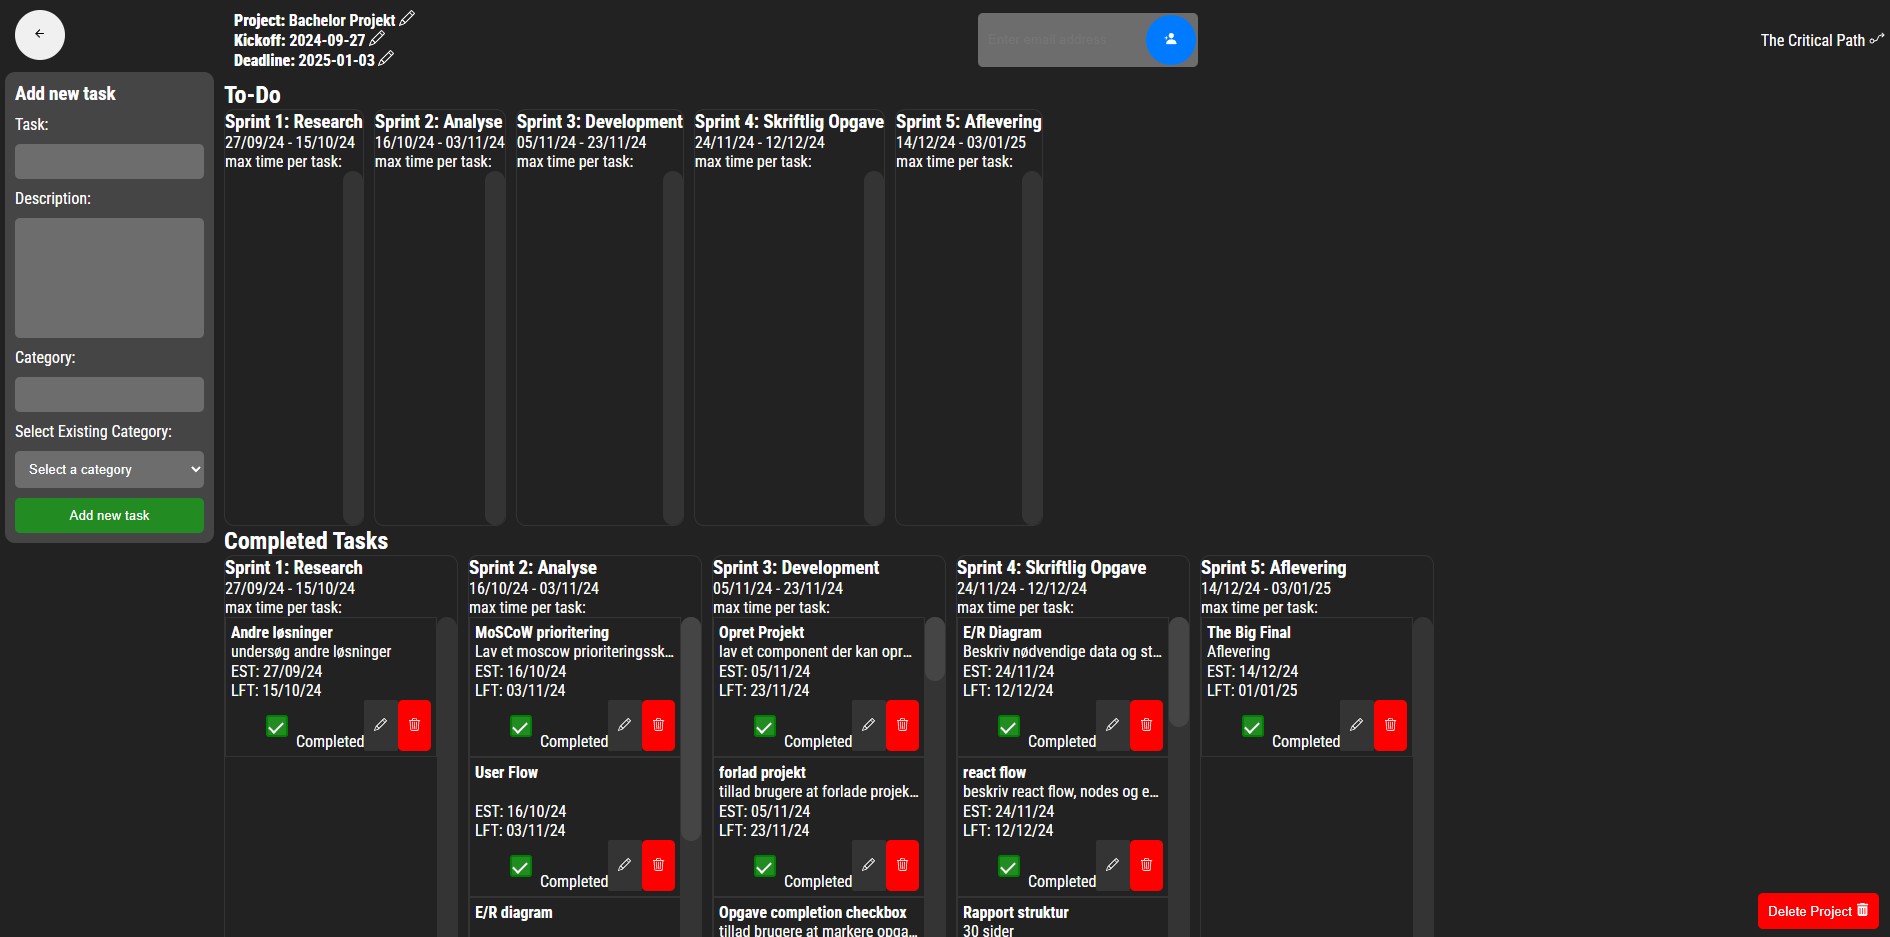 Project: Bachelor Projekt
Kickoff: 2024-09-27
Deadline: 2025-01-03
Enter email address
The Critical Path
Add new task
Task:
Description:
Category:
Select Existing Category:
Select a category
Add new task
To-Do
Sprint 1: Research
27/09/24 - 15/10/24
max time per task:
Sprint 2: Analyse
16/10/24 - 03/11/24
max time per task:
Sprint 3: Development
05/11/24 - 23/11/24
max time per task:
Sprint 4: Skriftlig Opgave
24/11/24 - 12/12/24
max time per task:
Sprint 5: Aflevering
14/12/24 - 03/01/25
max time per task:
Completed Tasks
Sprint 1: Research
27/09/24 - 15/10/24
max time per task:
Andre løsninger
undersøg andre løsninger
EST: 27/09/24
LFT: 15/10/24
Completed
Sprint 2: Analyse
16/10/24 - 03/11/24
max time per task:
MoSCoW prioritering
Lav et moscow prioriteringssk...
EST: 16/10/24
LFT: 03/11/24
Completed
User Flow
EST: 16/10/24
LFT: 03/11/24
Completed
E/R diagram
Sprint 3: Development
05/11/24 - 23/11/24
max time per task:
Opret Projekt
lav et component der kan opr...
EST: 05/11/24
LFT: 23/11/24
Completed
forlad projekt
tillad brugere at forlade projek...
EST: 05/11/24
LFT: 23/11/24
Completed
Opgave completion checkbox
tillad brugere at markere opga...
Sprint 4: Skriftlig Opgave
24/11/24 - 12/12/24
max time per task:
E/R Diagram
Beskriv nødvendige data og st...
EST: 24/11/24
LFT: 12/12/24
Completed
react flow
beskriv react flow, nodes og e...
EST: 24/11/24
LFT: 12/12/24
Completed
Rapport struktur
30 sider
Sprint 5: Aflevering
14/12/24 - 03/01/25
max time per task:
The Big Final
Aflevering
EST: 14/12/24
LFT: 01/01/25
Completed
Delete Project